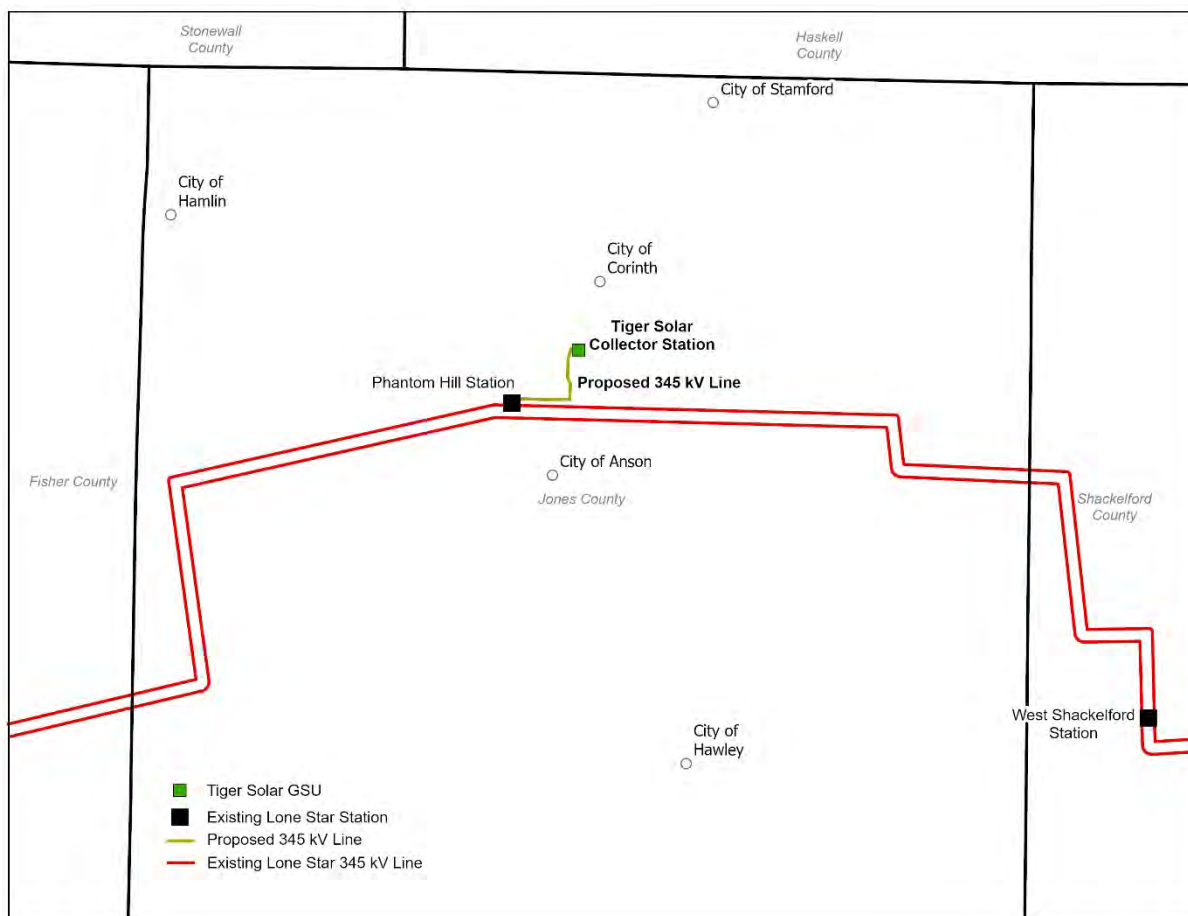 Stonewall
County
Haskell
County
City of Stamford
City of
Hamlin
City of
Corinth
Tiger Solar
Collector Station
Phantom Hill Station
Proposed 345 kV Line
City of Anson
Fisher County
Jones County
Shackelford
County
West Shackelford
Station
City of
Hawley
Tiger Solar GSU
Existing Lone Star Station
Proposed 345 kV Line
Existing Lone Star 345 kV Line